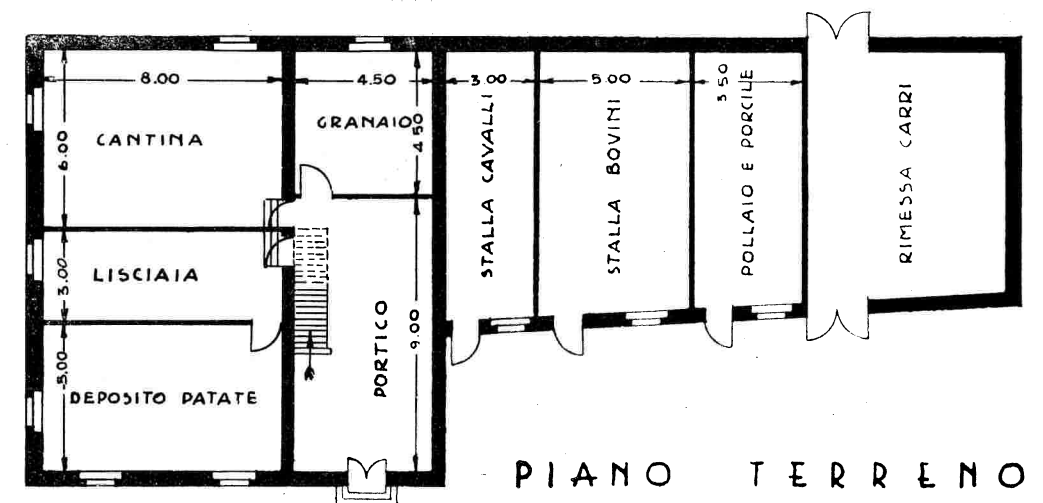 8.00
4.50
3.00
5.00
3.50
CANTINA
6.00
GRANAIO
4.50
STALLA CAVALLI
STALLA BOVINI
POLLAIO E PORCILE
RIMESSA CARRI
LISCIAIA
3.00
PORTICO
9.00
DEPOSITO PATATE
5.00
PIANO TERRENO